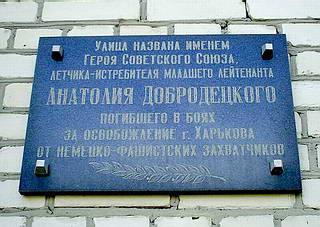 Улица названа именем
Героя Советского Союза,
летчика-истребителя младшего лейтенанта
Анатолия Добродецкого
погибшего в боях
за освобождение г. Харькова
от немецко-фашистских захватчиков